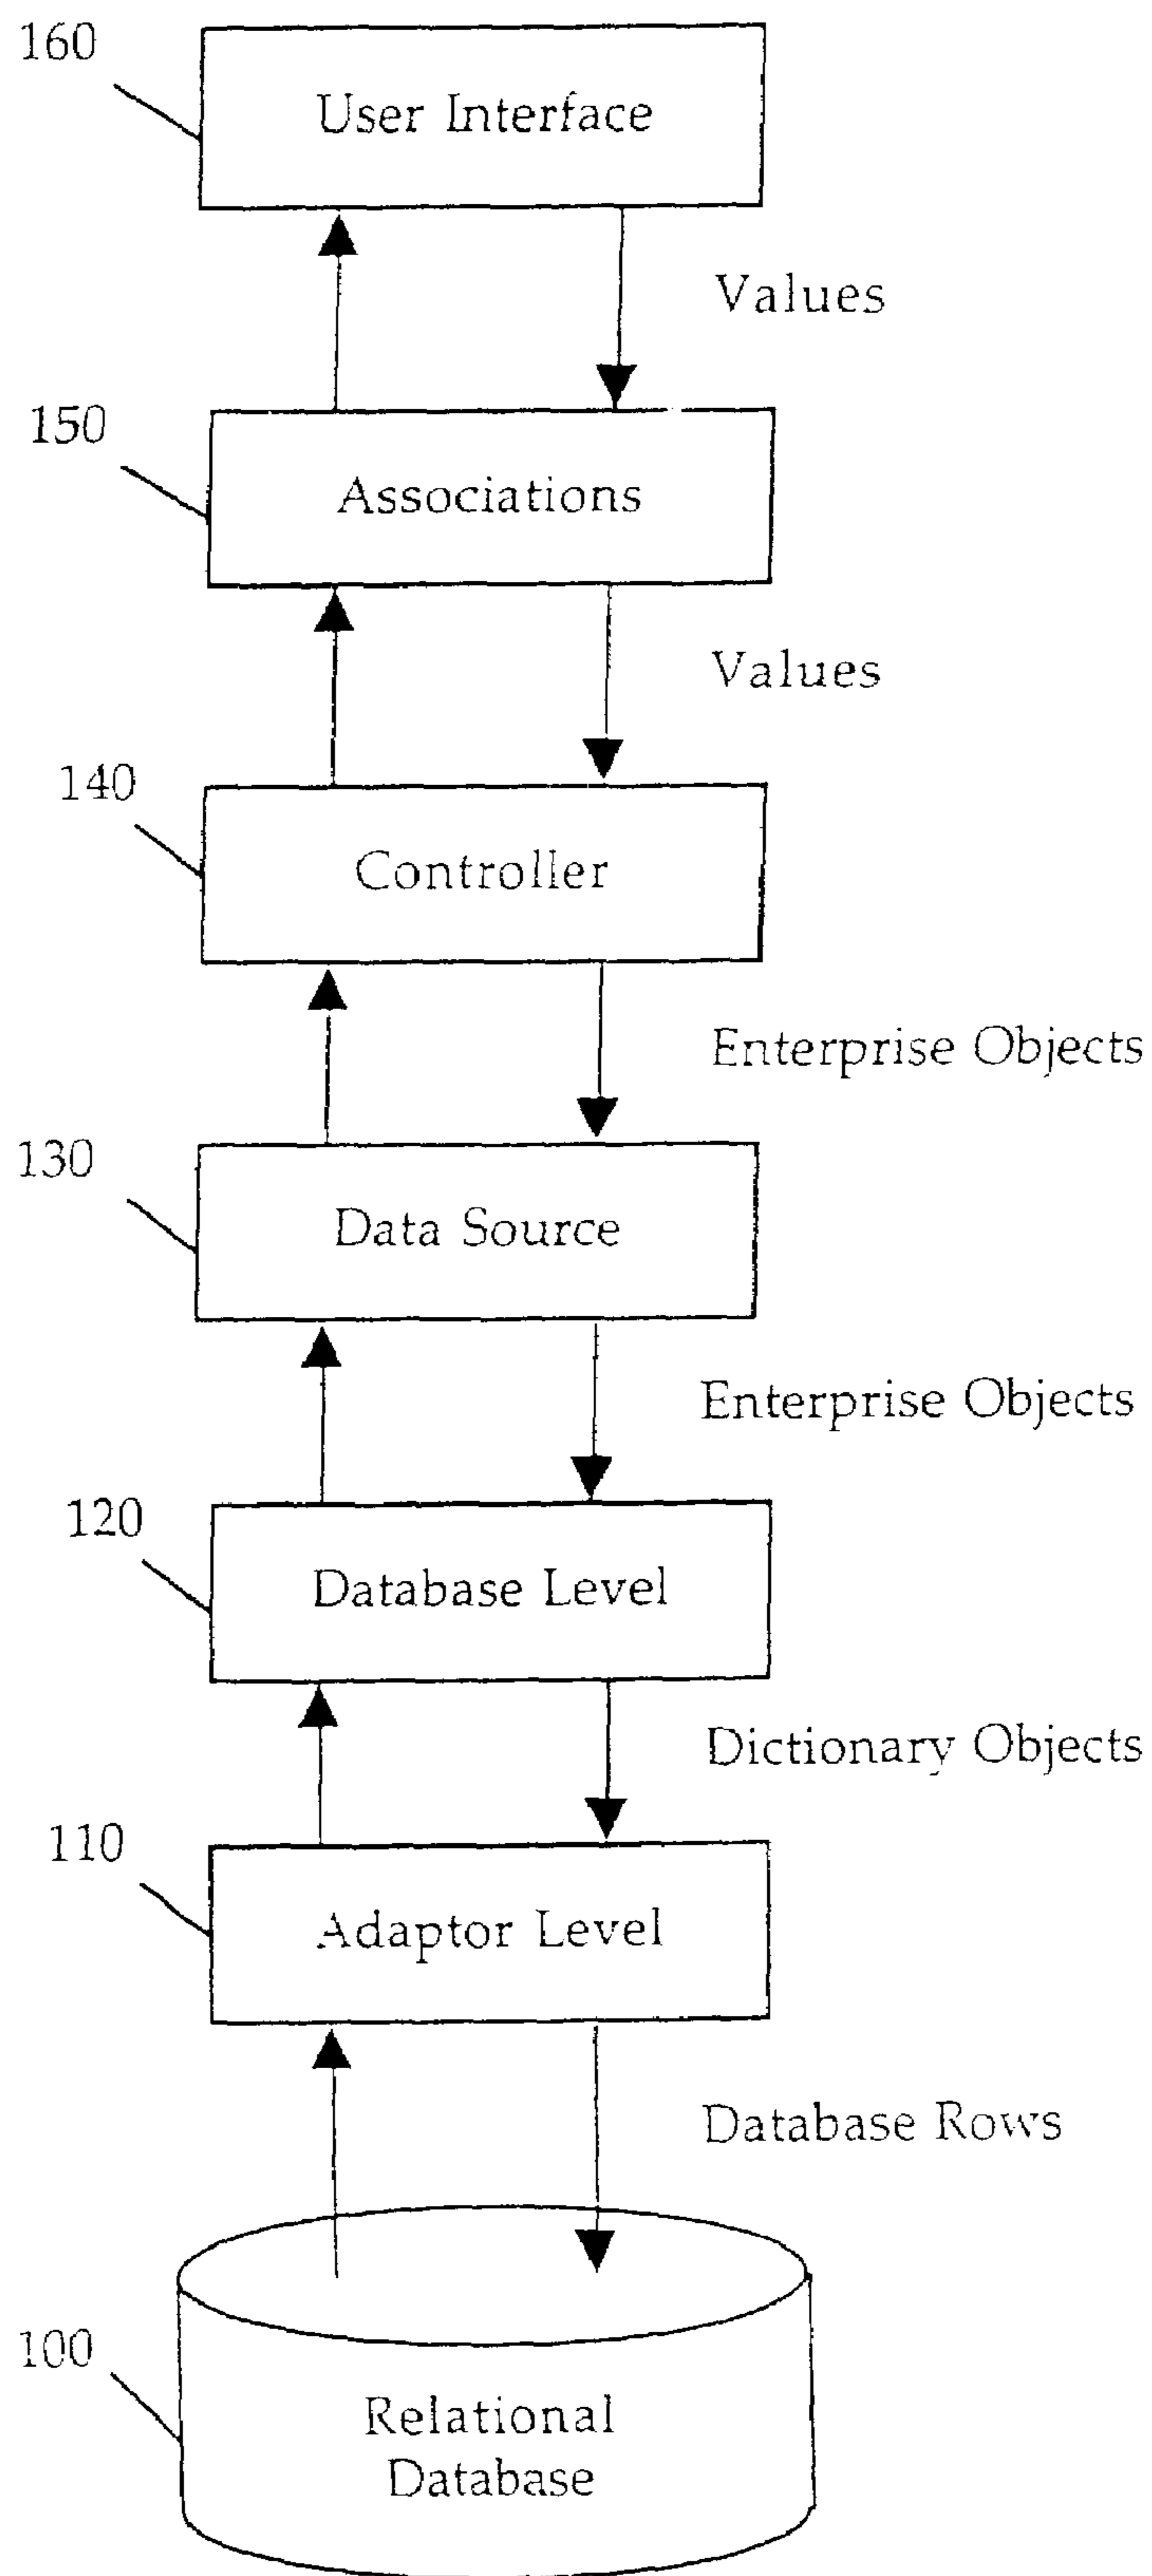 160
User Interface
Values
150
Associations
Values
140
Controller
Enterprise Objects
130
Data Source
Enterprise Objects
120
Database Level
Dictionary Objects
110
Adaptor Level
Database Rows
100
Relational
Database